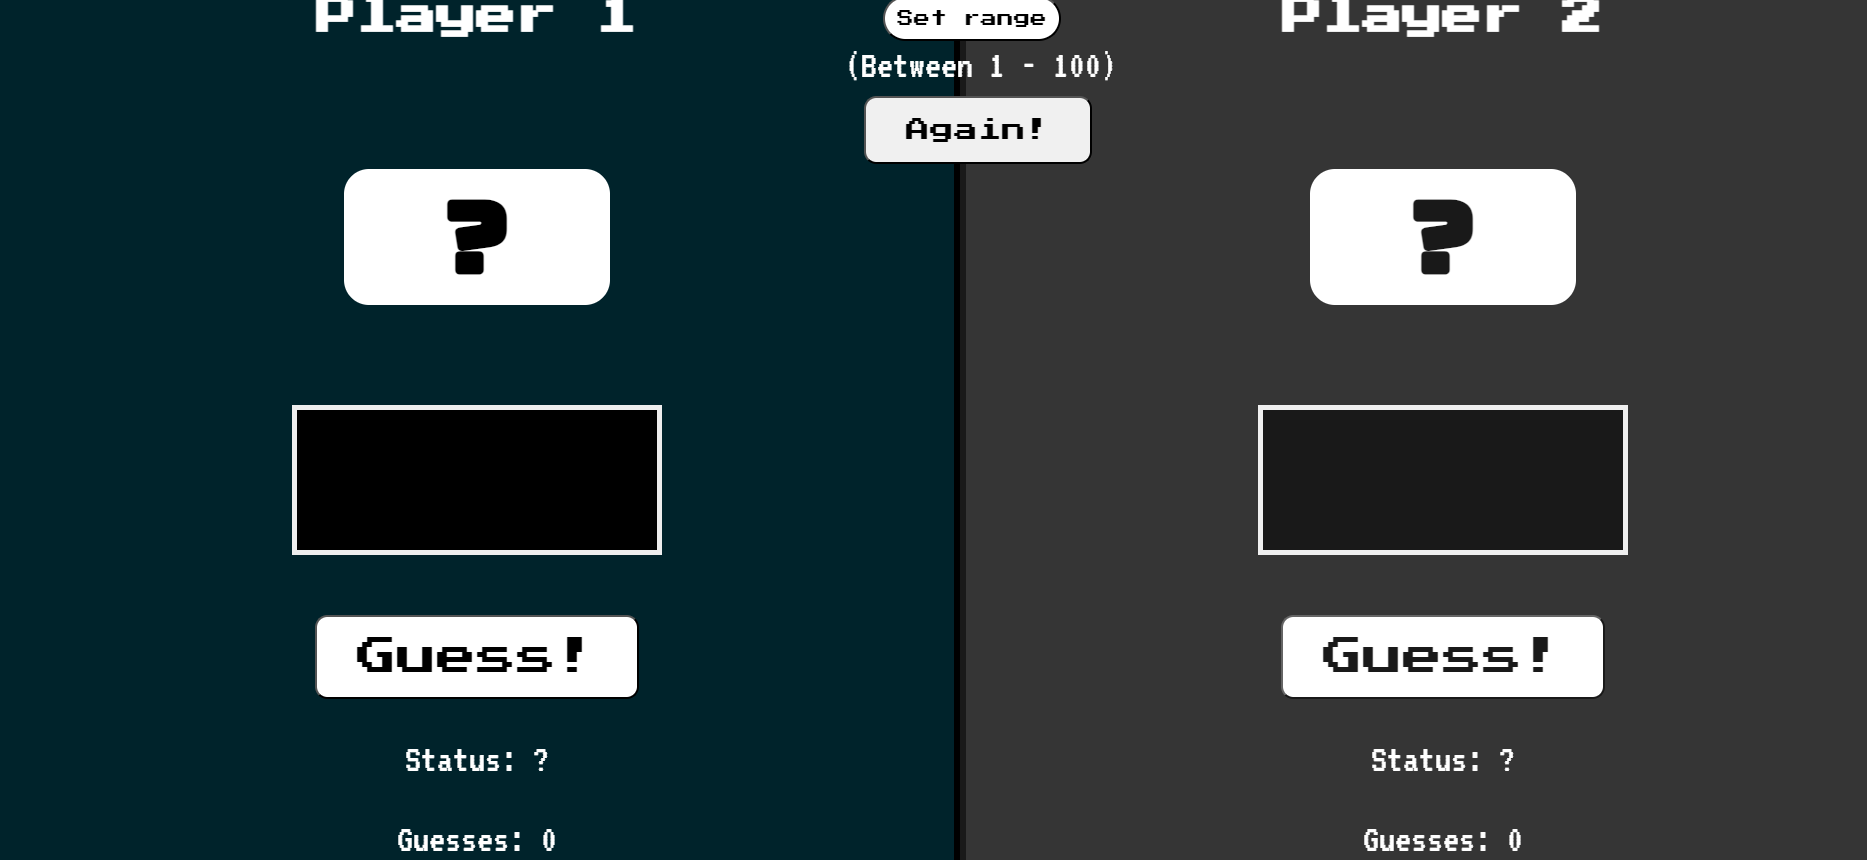 Player 1
Set range
(Between 1 - 100)
Again!
Player 2
?
Guess!
Status: ?
Guesses: 0
?
Guess!
Status: ?
Guesses: 0